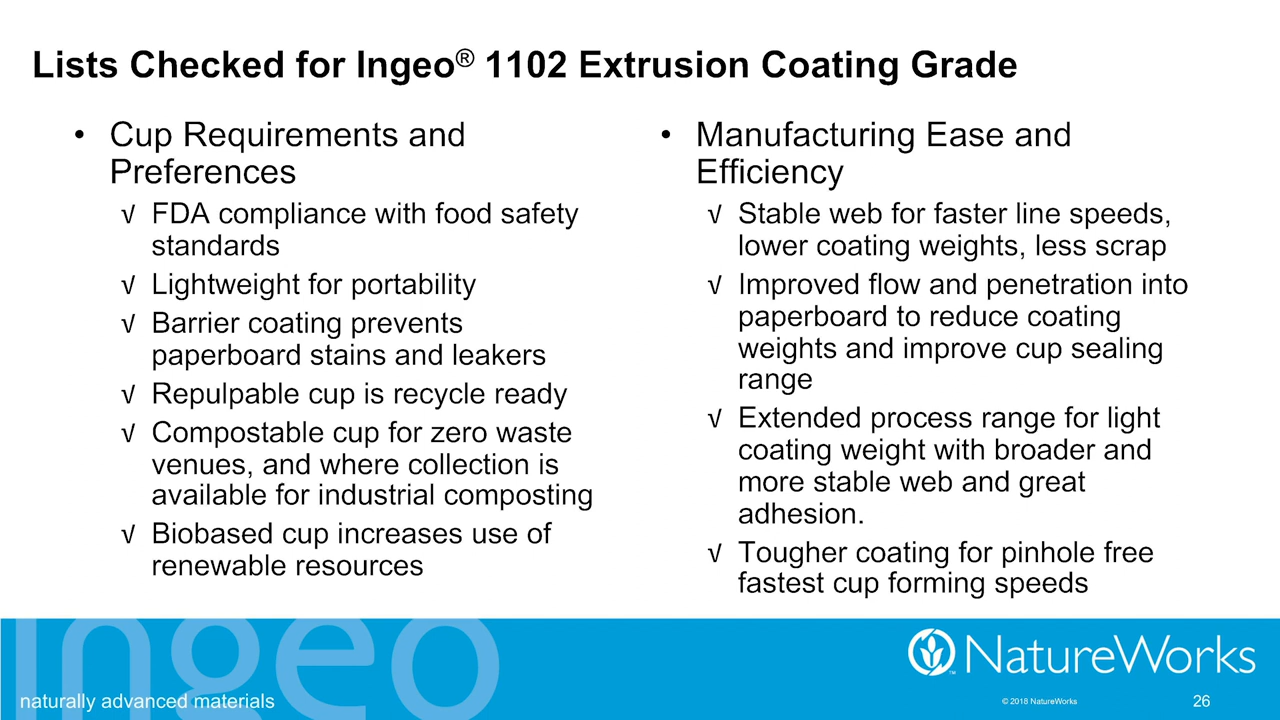 Lists Checked for Ingeo® 1102 Extrusion Coating Grade
• Cup Requirements and
Preferences
√ FDA compliance with food safety
standards
√ Lightweight for portability
√ Barrier coating prevents
paperboard stains and leakers
√ Repulpable cup is recycle ready
√ Compostable cup for zero waste
venues, and where collection is
available for industrial composting
√ Biobased cup increases use of
renewable resources
• Manufacturing Ease and
Efficiency
√ Stable web for faster line speeds,
lower coating weights, less scrap
√ Improved flow and penetration into
paperboard to reduce coating
weights and improve cup sealing
range
√ Extended process range for light
coating weight with broader and
more stable web and great
adhesion.
√ Tougher coating for pinhole free
fastest cup forming speeds
ingeo
NatureWorks
TM
naturally advanced materials
© 2018 NatureWorks
26